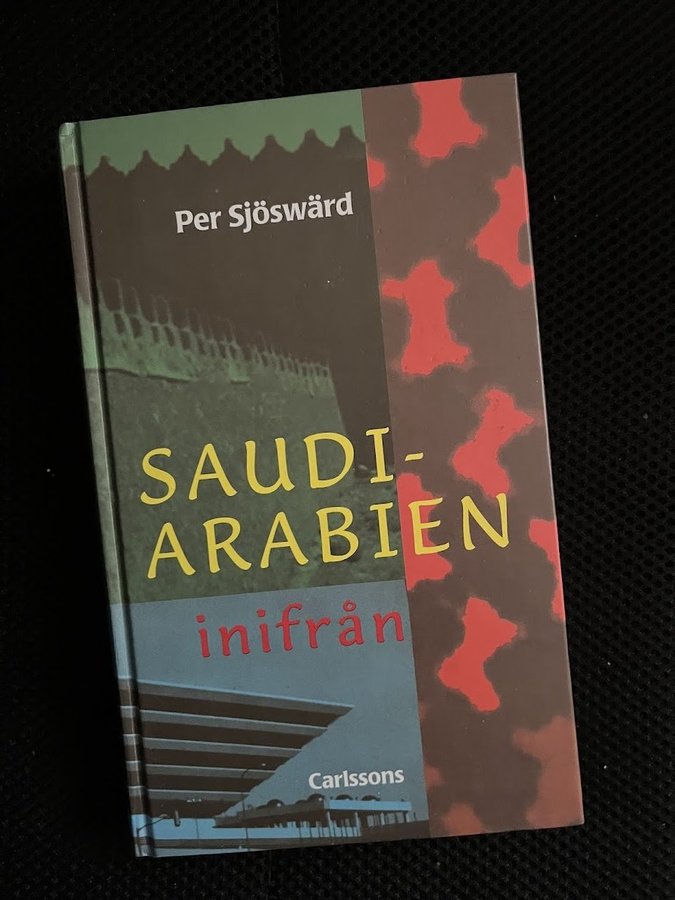 Per Sjöswärd
SAUDI-
ARABIEN
inifrån
Carlssons